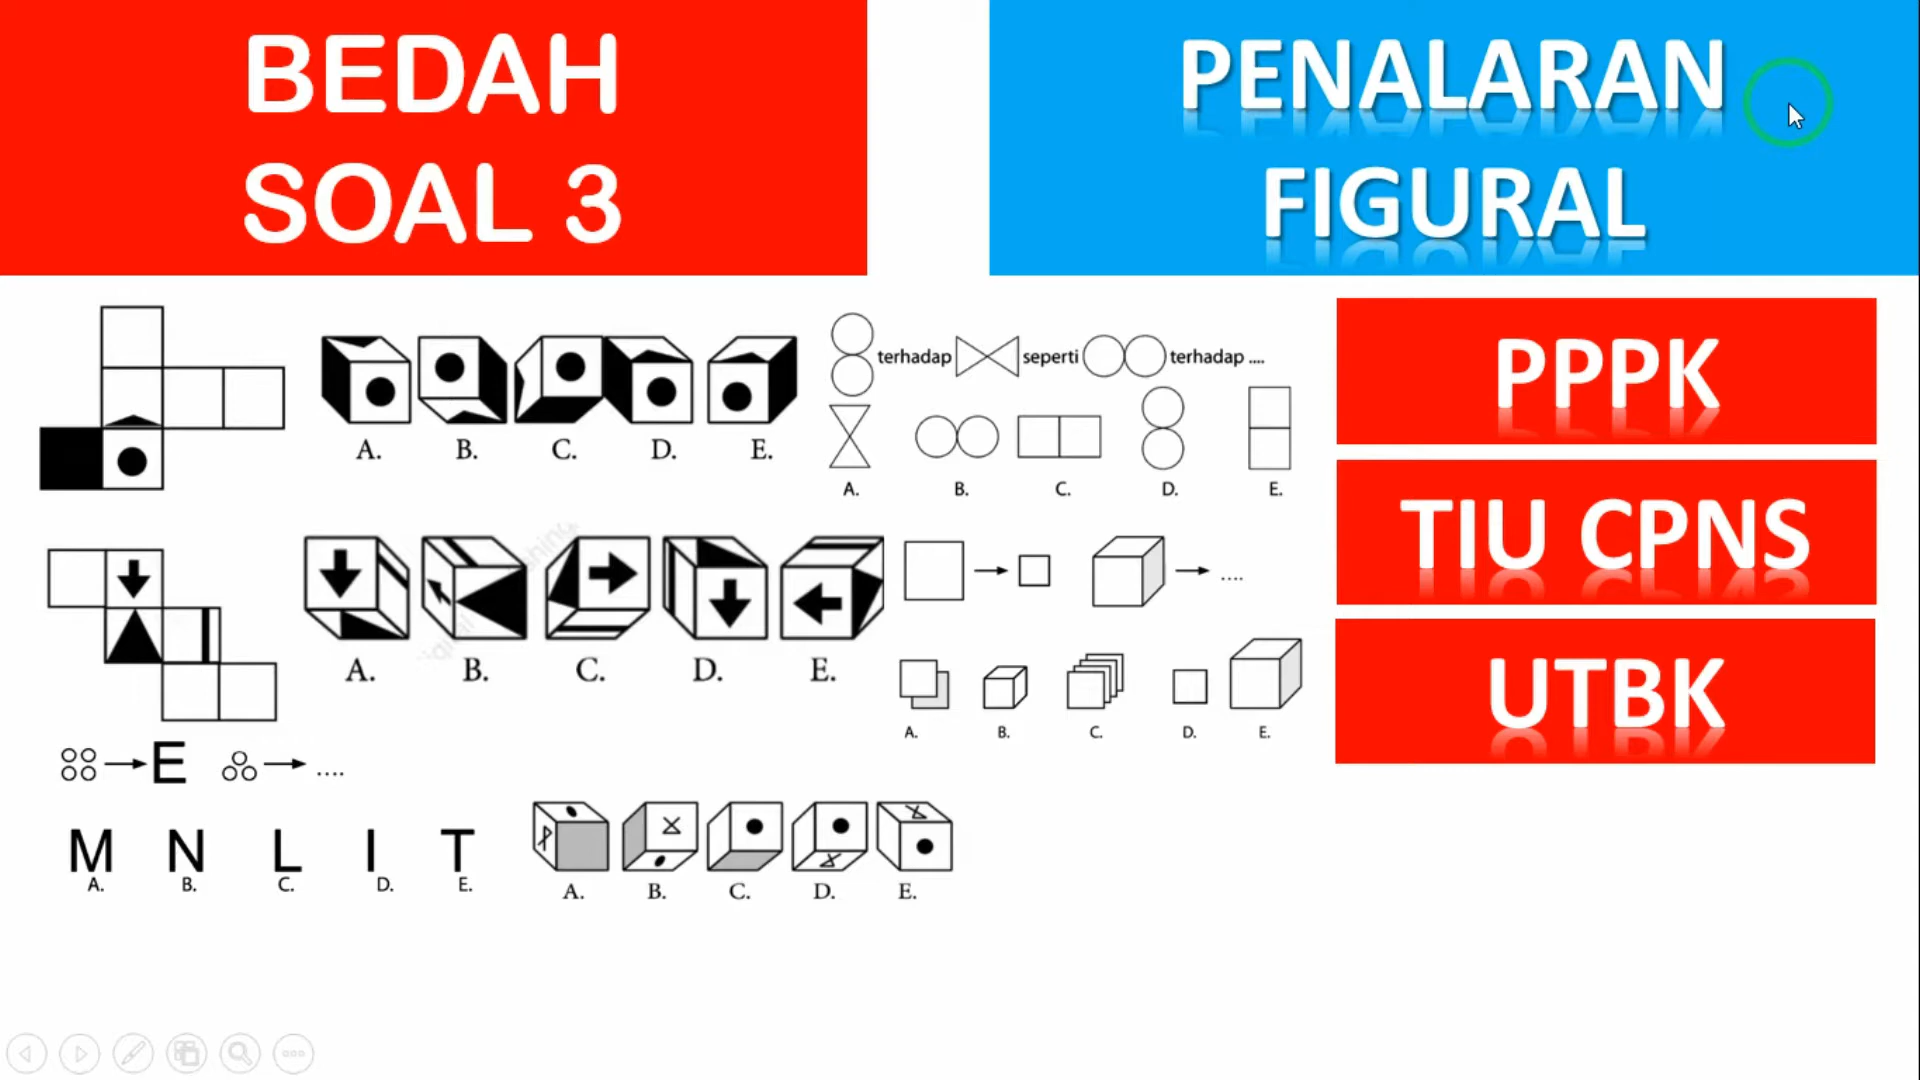 BEDAH
SOAL 3
PENALARAN
FIGURAL
PPPK
TIU CPNS
UTBK
A. B. C. D. E.
terhadap seperti terhadap ....
A. B. C. D. E.
A. B. C. D. E.
....
A. B. C. D. E.
E ....
M N L I T
A. B. C. D. E.
A. B. C. D. E.